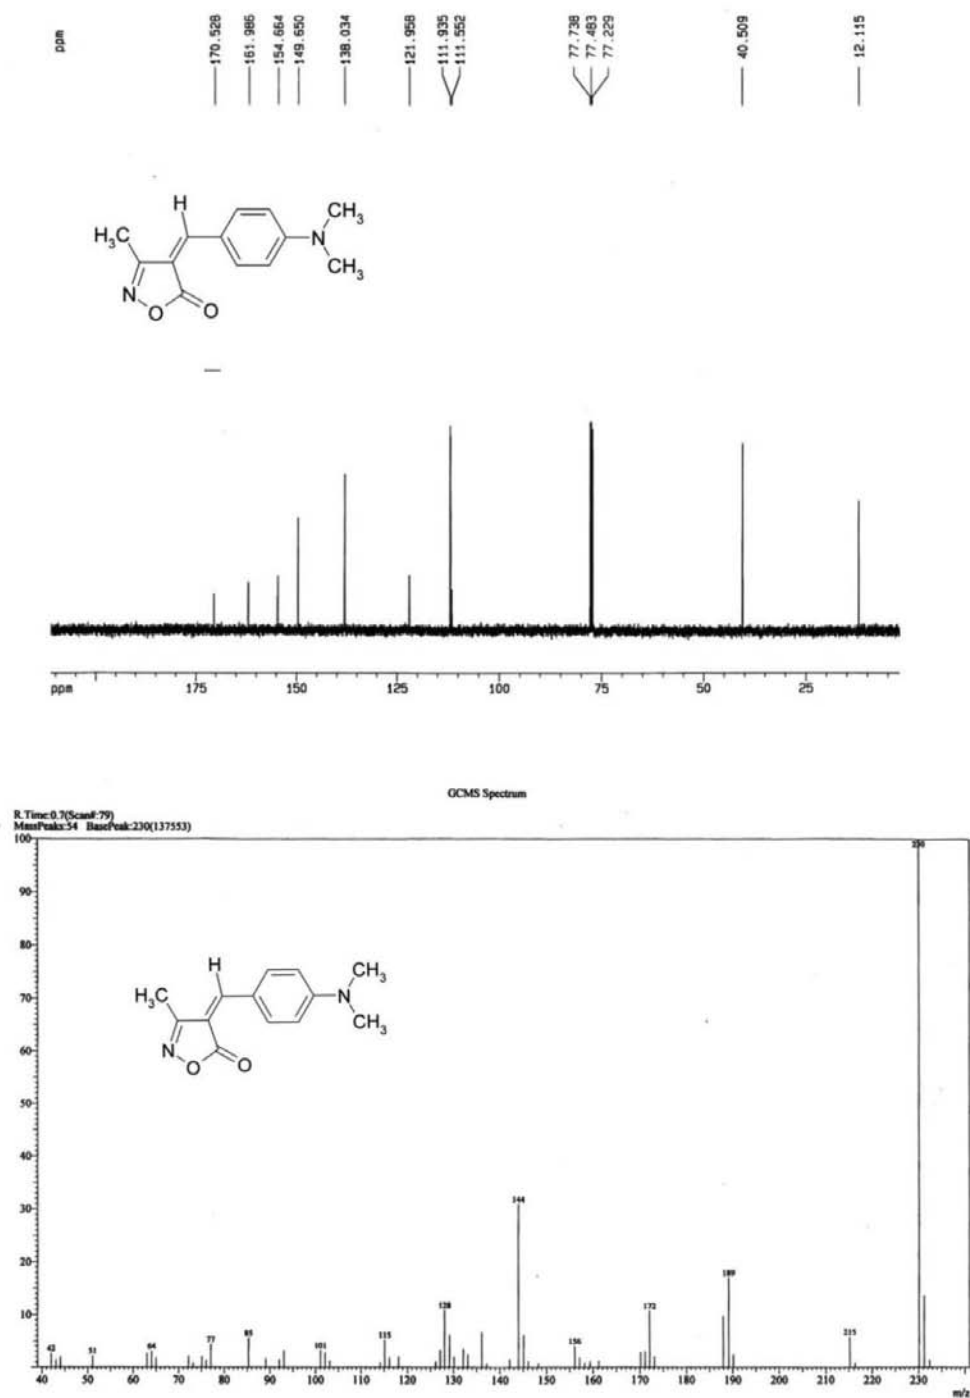 ppm
170.528
161.986
154.664
149.650
138.034
121.958
111.935
111.552
77.738
77.483
77.229
40.509
12.115
H
H3C
N
CH3
CH3
N
O
O
ppm 175 150 125 100 75 50 25
GCMS Spectrum
R.Time:0.7(Scan#:79)
MassPeaks:54 BasePeak:230(137553)
100
90
80
70
60
50
40
30
20
10
230
H
H3C
N
CH3
CH3
N
O
O
42
51
64
77
85
101
115
128
144
156
172
189
215
40 50 60 70 80 90 100 110 120 130 140 150 160 170 180 190 200 210 220 230
m/z